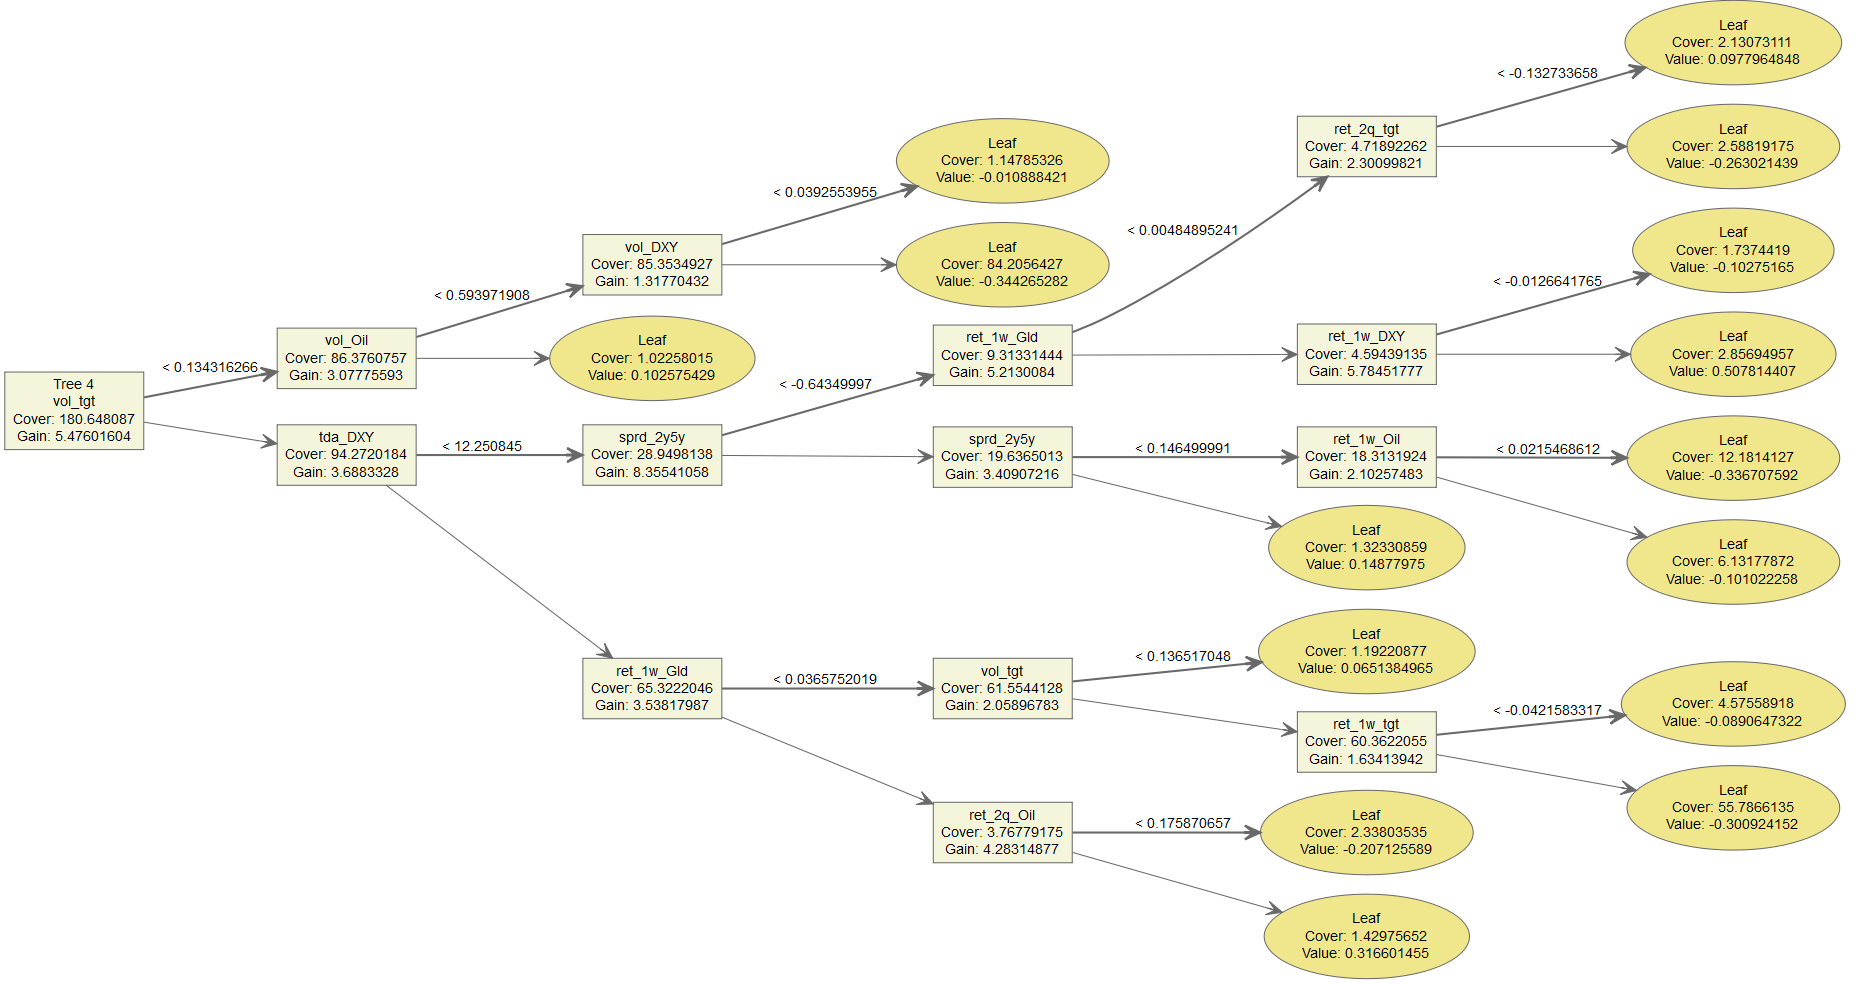 Tree 4
vol_tgt
Cover: 180.648087
Gain: 5.47601604
< 0.134316266
vol_Oil
Cover: 86.3760757
Gain: 3.07775593
tda_DXY
Cover: 94.2720184
Gain: 3.6883328
< 0.593971908
< 12.250845
vol_DXY
Cover: 85.3534927
Gain: 1.31770432
Leaf
Cover: 1.02258015
Value: 0.102575429
sprd_2y5y
Cover: 28.9498138
Gain: 8.35541058
ret_1w_Gld
Cover: 65.3222046
Gain: 3.53817987
< 0.0392553955
< -0.64349997
< 0.0365752019
Leaf
Cover: 1.14785326
Value: -0.010888421
Leaf
Cover: 84.2056427
Value: -0.344265282
ret_1w_Gld
Cover: 9.31331444
Gain: 5.2130084
sprd_2y5y
Cover: 19.6365013
Gain: 3.40907216
vol_tgt
Cover: 61.5544128
Gain: 2.05896783
ret_2q_Oil
Cover: 3.76779175
Gain: 4.28314877
< 0.00484895241
< 0.146499991
< 0.136517048
< 0.175870657
ret_2q_tgt
Cover: 4.71892262
Gain: 2.30099821
ret_1w_DXY
Cover: 4.59439135
Gain: 5.78451777
ret_1w_Oil
Cover: 18.3131924
Gain: 2.10257483
Leaf
Cover: 1.32330859
Value: 0.14877975
Leaf
Cover: 1.19220877
Value: 0.0651384965
ret_1w_tgt
Cover: 60.3622055
Gain: 1.63413942
Leaf
Cover: 2.33803535
Value: -0.207125589
Leaf
Cover: 1.42975652
Value: 0.316601455
< -0.132733658
< -0.0126641765
< 0.0215468612
< -0.0421583317
Leaf
Cover: 2.13073111
Value: 0.0977964848
Leaf
Cover: 2.58819175
Value: -0.263021439
Leaf
Cover: 1.7374419
Value: -0.10275165
Leaf
Cover: 2.85694957
Value: 0.507814407
Leaf
Cover: 12.1814127
Value: -0.336707592
Leaf
Cover: 6.13177872
Value: -0.101022258
Leaf
Cover: 4.57558918
Value: -0.0890647322
Leaf
Cover: 55.7866135
Value: -0.300924152